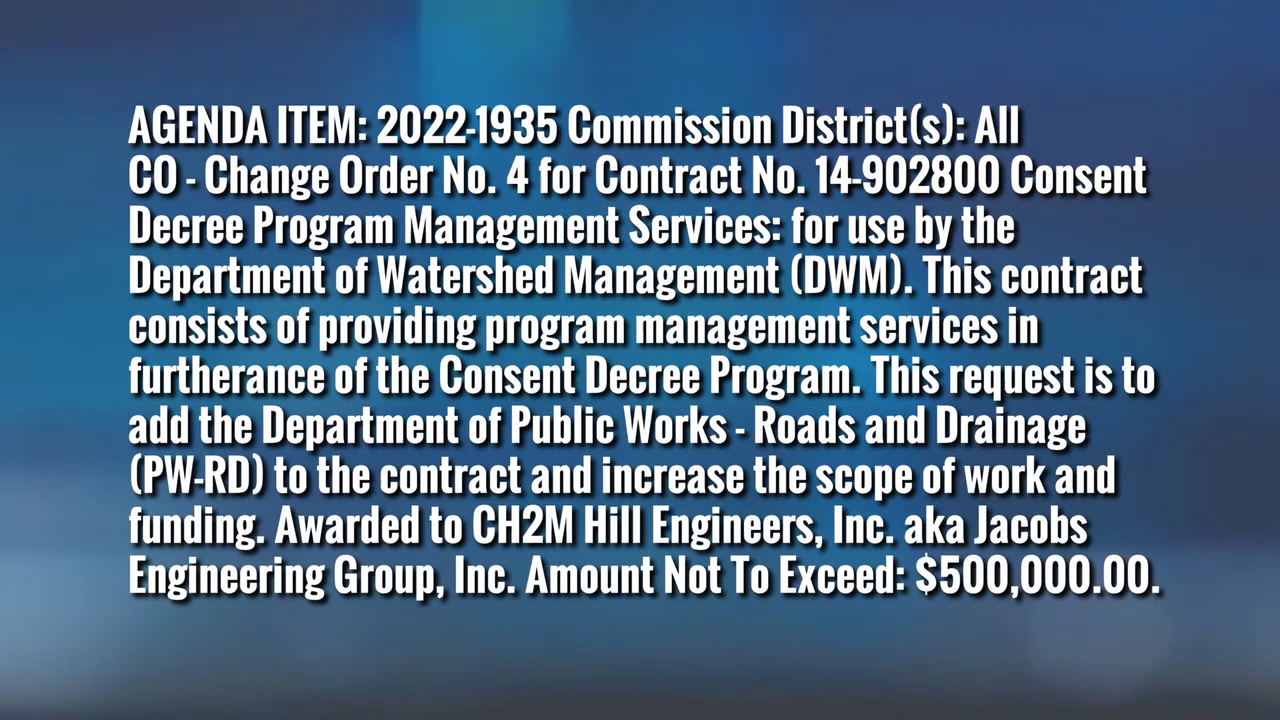 AGENDA ITEM: 2022-1935 Commission District(s): All
CO - Change Order No. 4 for Contract No. 14-902800 Consent
Decree Program Management Services: for use by the
Department of Watershed Management (DWM). This contract
consists of providing program management services in
furtherance of the Consent Decree Program. This request is to
add the Department of Public Works - Roads and Drainage
(PW-RD) to the contract and increase the scope of work and
funding. Awarded to CH2M Hill Engineers, Inc. aka Jacobs
Engineering Group, Inc. Amount Not To Exceed: $500,000.00.